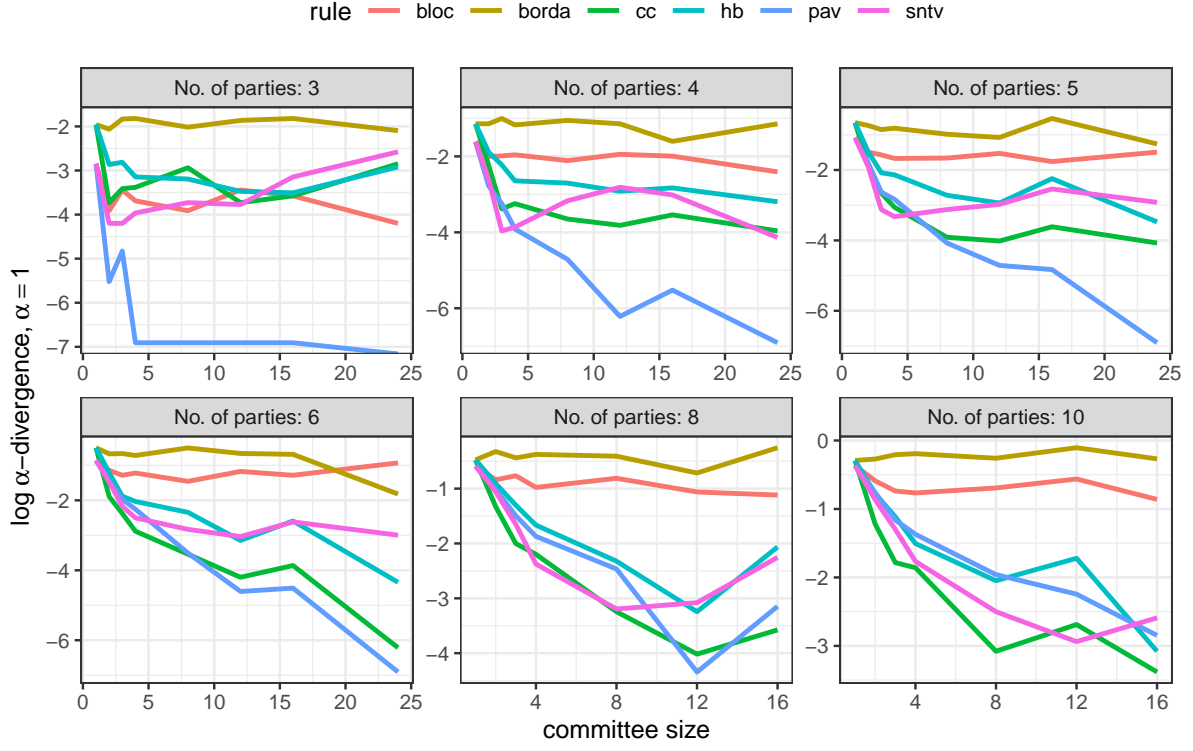 rule bloc borda cc hb pav sntv
No. of parties: 3 No. of parties: 4 No. of parties: 5
−2
−3
−4
−5
−6
−7
0 5 10 15 20 25
−2
−4
−6
0 5 10 15 20 25
−2
−4
−6
0 5 10 15 20 25
No. of parties: 6 No. of parties: 8 No. of parties: 10
−2
−4
−6
0 5 10 15 20 25
−1
−2
−3
−4
4 8 12 16
0
−1
−2
−3
4 8 12 16
log α−divergence, α = 1
committee size